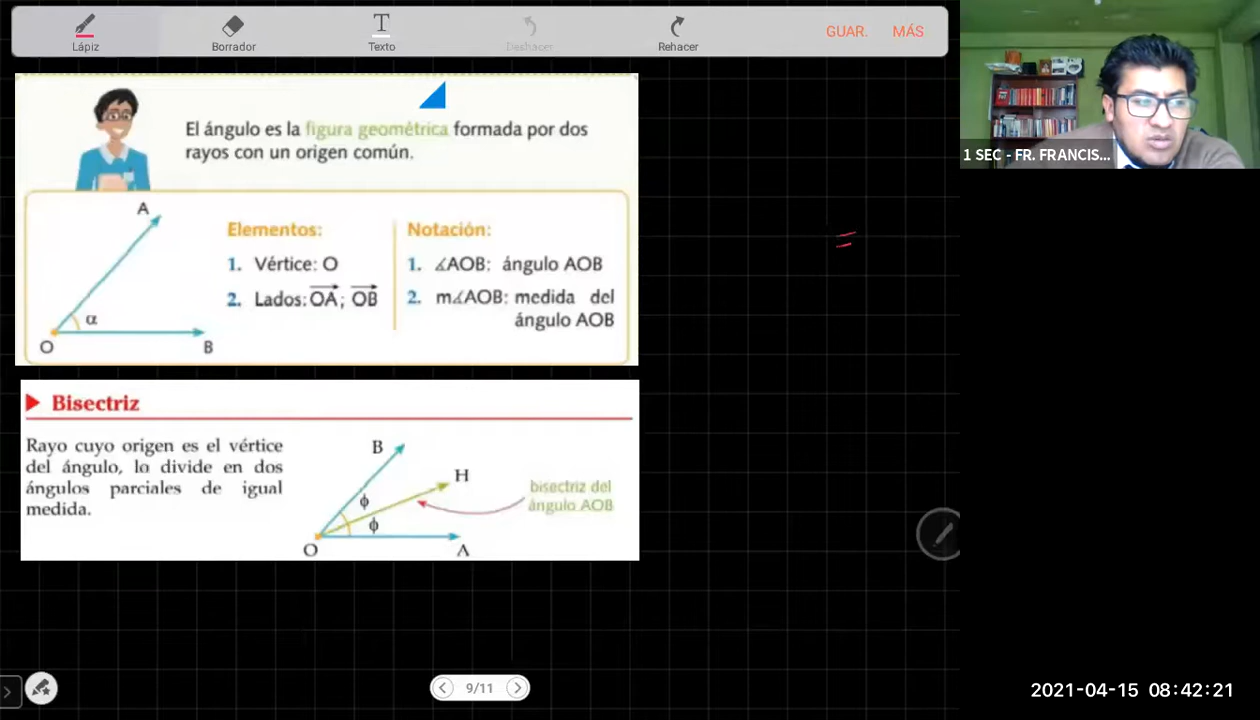 Lápiz
Borrador
T
Texto
Deshacer
Rehacer
GUAR.
MÁS
1 SEC - FR. FRANCIS...
El ángulo es la figura geométrica formada por dos
rayos con un origen común.
A
α
O
B
Elementos:
1. Vértice: O
2. Lados: OA; OB
Notación:
1. ∡AOB: ángulo AOB
2. m∡AOB: medida del
ángulo AOB
=
Bisectriz
Rayo cuyo origen es el vértice
del ángulo, lo divide en dos
ángulos parciales de igual
medida.
B
H
ϕ
ϕ
O
A
bisectriz del
ángulo AOB
9/11
2021-04-15 08:42:21